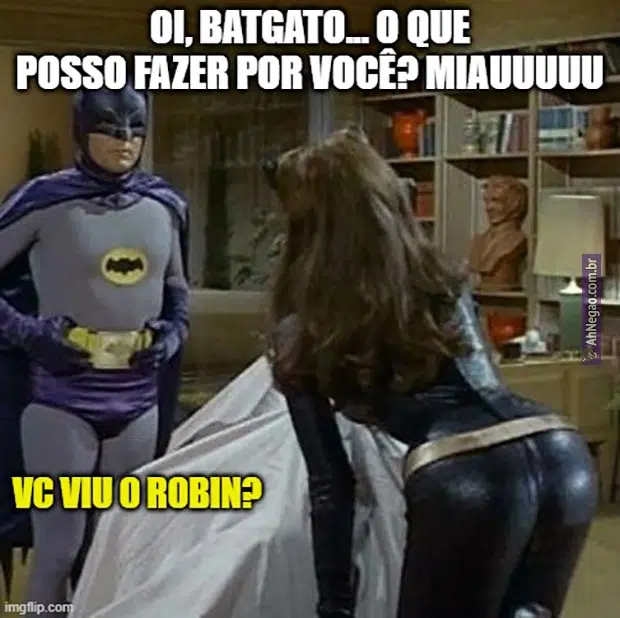 OI, BATGATO... O QUE
POSSO FAZER POR VOCÊ? MIAUUUUU
AhNegao.com.br
VC VIU O ROBIN?
imgflip.com